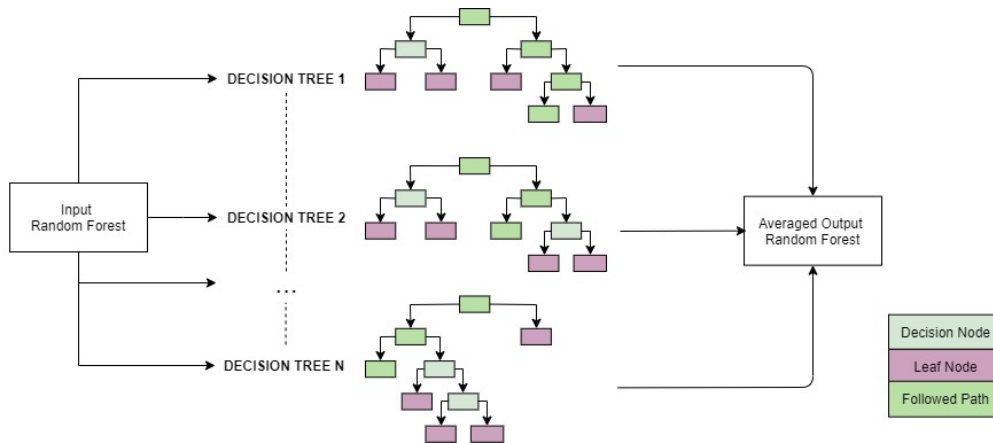 DECISION TREE 1
Input
Random Forest
DECISION TREE 2
Averaged Output
Random Forest
...
DECISION TREE N
Decision Node
Leaf Node
Followed Path